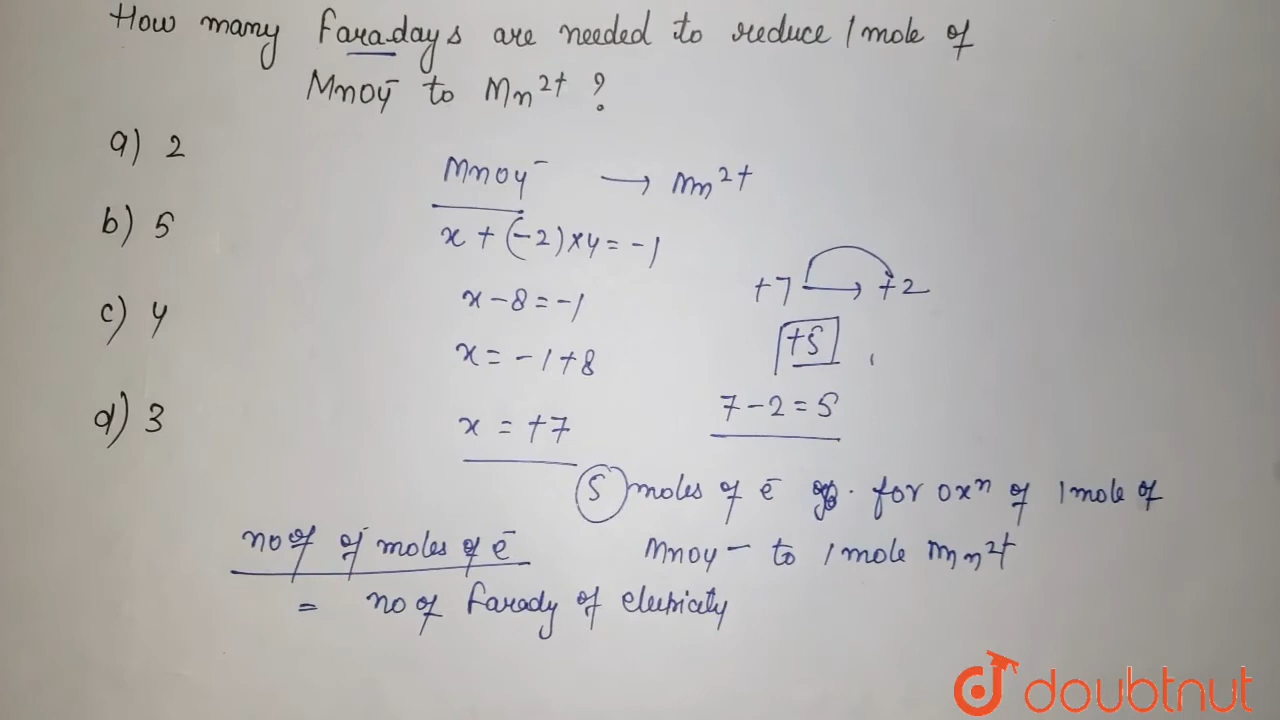 How many Faradays are needed to reduce 1 mole of
MnO4⁻ to Mn²⁺ ?
a) 2
b) 5
c) 4
d) 3
MnO4⁻ → Mn²⁺
x + (-2)×4 = -1
x - 8 = -1
x = -1+8
x = +7
+7 → +2
+5
7-2=5
5 moles of e⁻ for oxⁿ of 1 mole of
MnO4⁻ to 1 mole Mn²⁺
no of of moles of e⁻
= no of Farady of
doubtnut